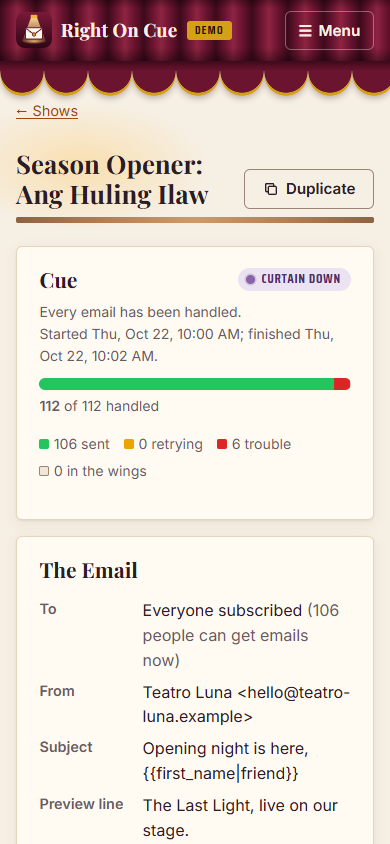 Right On Cue DEMO ☰ Menu
← Shows
Season Opener:
Ang Huling Ilaw
Duplicate
Cue
CURTAIN DOWN
Every email has been handled.
Started Thu, Oct 22, 10:00 AM; finished Thu,
Oct 22, 10:02 AM.
112 of 112 handled
106 sent 0 retrying 6 trouble
0 in the wings
The Email
To Everyone subscribed (106
people can get emails
now)
From Teatro Luna <hello@teatro-
luna.example>
Subject Opening night is here,
{{first_name|friend}}
Preview line The Last Light, live on our
stage.